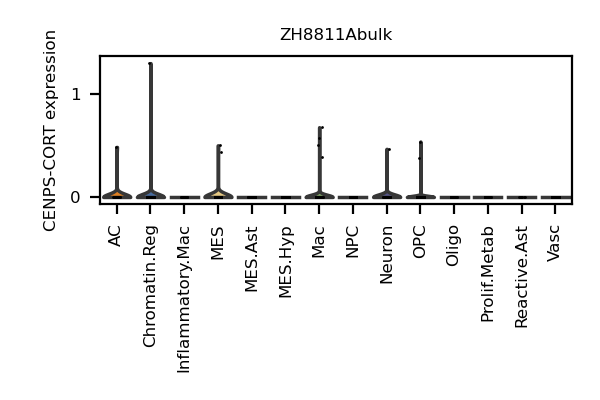 ZH8811Abulk
CENPS-CORT expression
1
0
AC
Chromatin.Reg
Inflammatory.Mac
MES
MES.Ast
MES.Hyp
Mac
NPC
Neuron
OPC
Oligo
Prolif.Metab
Reactive.Ast
Vasc